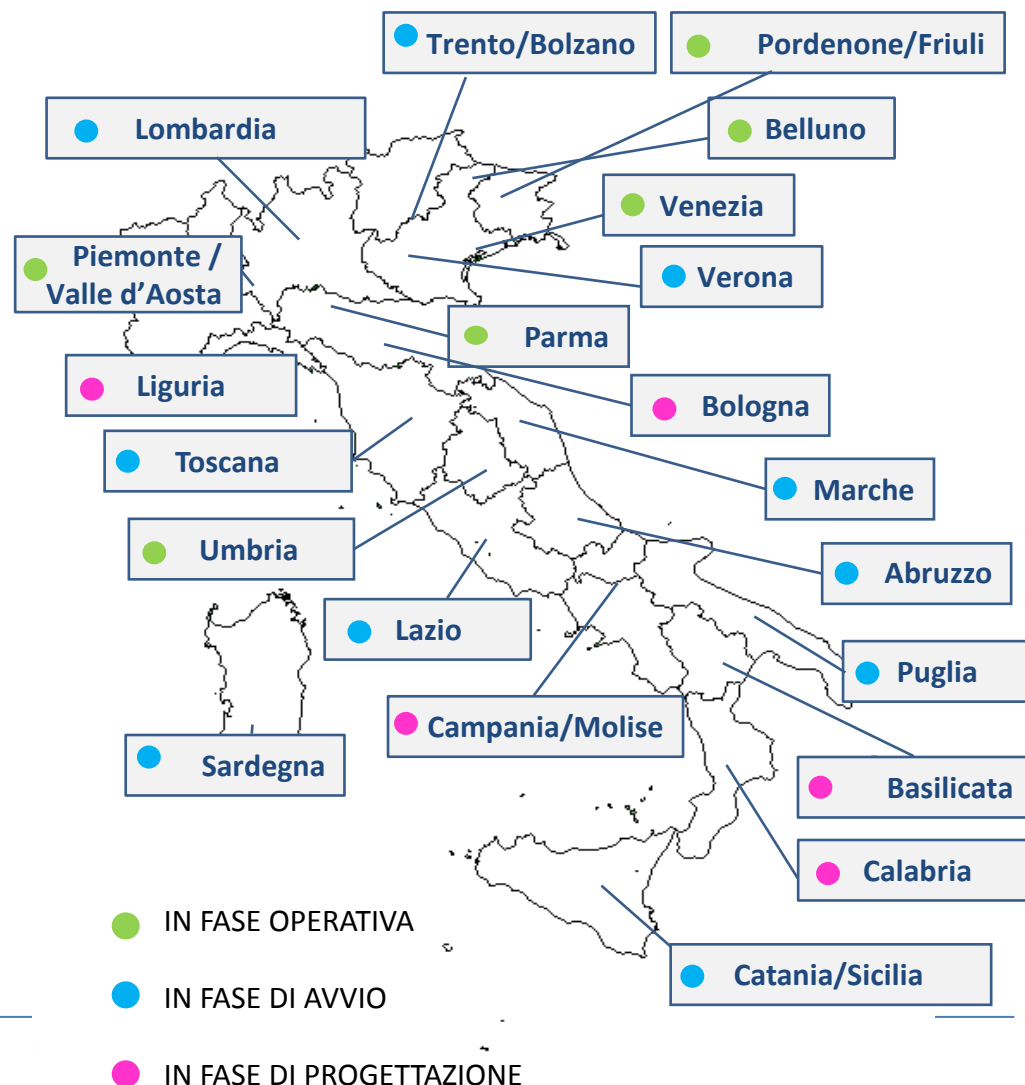 Trento/Bolzano
Pordenone/Friuli
Lombardia
Belluno
Venezia
Piemonte /
Valle d’Aosta
Verona
Parma
Liguria
Bologna
Toscana
Marche
Umbria
Abruzzo
Lazio
Puglia
Campania/Molise
Sardegna
Basilicata
Calabria
IN FASE OPERATIVA
Catania/Sicilia
IN FASE DI AVVIO
IN FASE DI PROGETTAZIONE